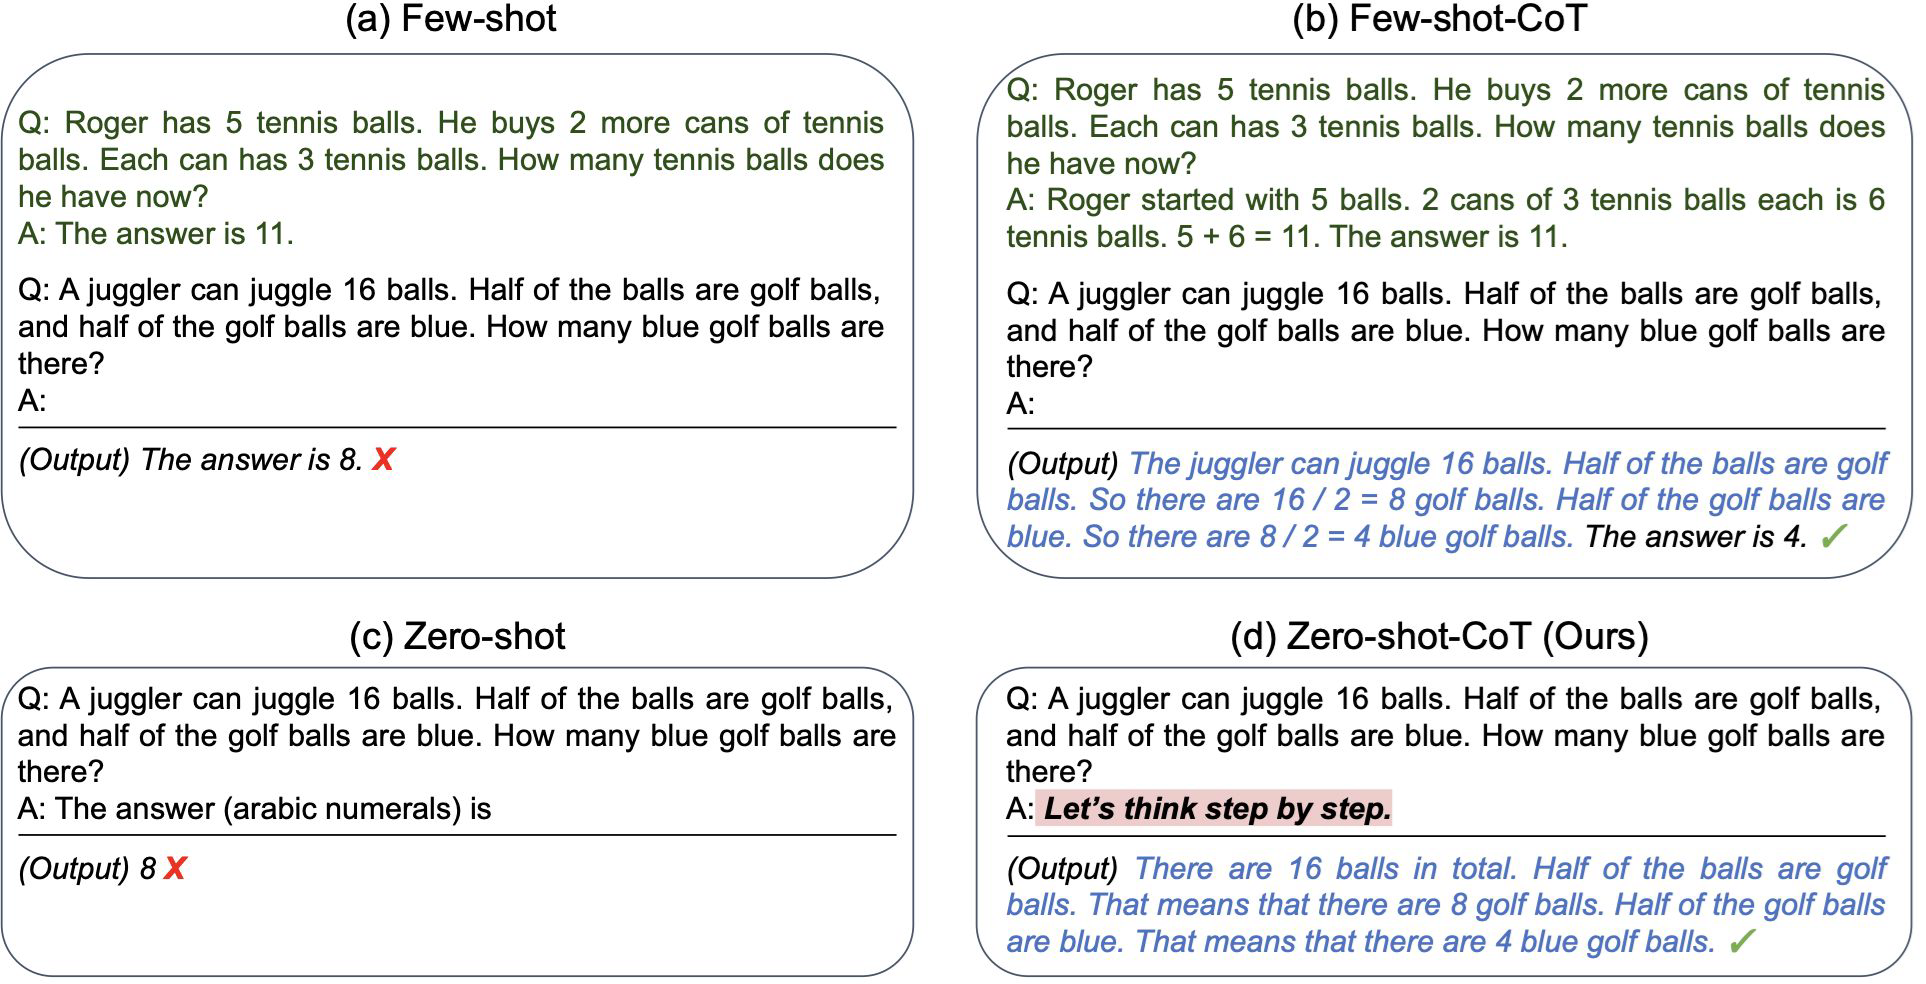 (a) Few-shot
Q: Roger has 5 tennis balls. He buys 2 more cans of tennis
balls. Each can has 3 tennis balls. How many tennis balls does
he have now?
A: The answer is 11.
Q: A juggler can juggle 16 balls. Half of the balls are golf balls,
and half of the golf balls are blue. How many blue golf balls are
there?
A:
(Output) The answer is 8. X
(b) Few-shot-CoT
Q: Roger has 5 tennis balls. He buys 2 more cans of tennis
balls. Each can has 3 tennis balls. How many tennis balls does
he have now?
A: Roger started with 5 balls. 2 cans of 3 tennis balls each is 6
tennis balls. 5 + 6 = 11. The answer is 11.
Q: A juggler can juggle 16 balls. Half of the balls are golf balls,
and half of the golf balls are blue. How many blue golf balls are
there?
A:
(Output) The juggler can juggle 16 balls. Half of the balls are golf
balls. So there are 16 / 2 = 8 golf balls. Half of the golf balls are
blue. So there are 8 / 2 = 4 blue golf balls. The answer is 4. ✓
(c) Zero-shot
Q: A juggler can juggle 16 balls. Half of the balls are golf balls,
and half of the golf balls are blue. How many blue golf balls are
there?
A: The answer (arabic numerals) is
(Output) 8 X
(d) Zero-shot-CoT (Ours)
Q: A juggler can juggle 16 balls. Half of the balls are golf balls,
and half of the golf balls are blue. How many blue golf balls are
there?
A: Let’s think step by step.
(Output) There are 16 balls in total. Half of the balls are golf
balls. That means that there are 8 golf balls. Half of the golf balls
are blue. That means that there are 4 blue golf balls. ✓